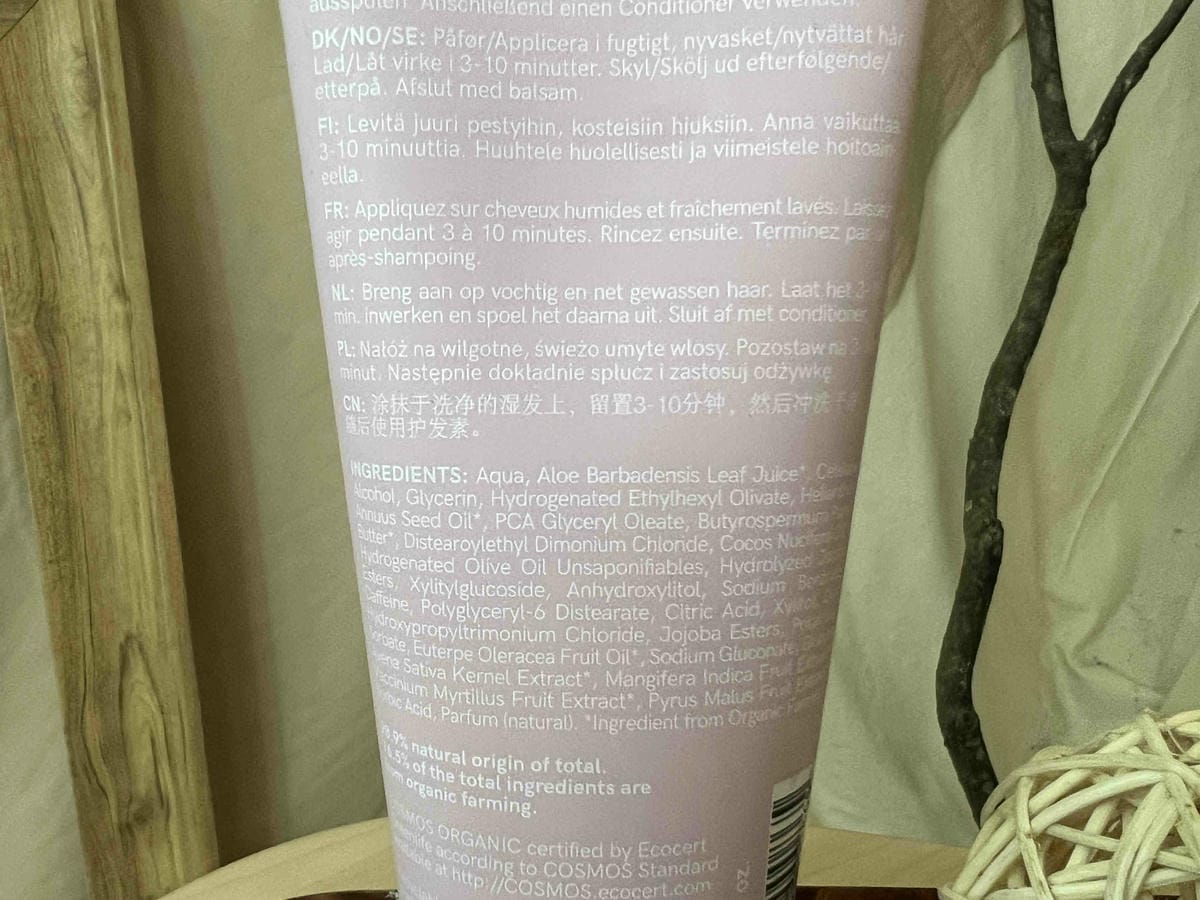 ausspülen. Anschließend einen Conditioner verwenden.
DK/NO/SE: Påfør/Applicera i fugtigt, nyvasket/nytvättat hår
Lad/Låt virke i 3-10 minutter. Skyl/Skölj ud efterfølgende/
etterpå. Afslut med balsam.
FI: Levitä juuri pestyihin, kosteisiin hiuksiin. Anna vaikuttaa
3-10 minuuttia. Huuhtele huolellisesti ja viimeistele hoitoain-
eella.
FR: Appliquez sur cheveux humides et fraîchement lavés. Laissez
agir pendant 3 à 10 minutes. Rincez ensuite. Terminez par
après-shampoing.
NL: Breng aan op vochtig en net gewassen haar. Laat het 3-
min. inwerken en spoel het daarna uit. Sluit af met conditioner
PL: Nałóż na wilgotne, świeżo umyte włosy. Pozostaw na 3
minut. Następnie dokładnie spłucz i zastosuj odżywkę
CN: 涂抹于洗净的湿发上，留置3-10分钟，然后冲洗干
随后使用护发素。
INGREDIENTS: Aqua, Aloe Barbadensis Leaf Juice*,
Alcohol, Glycerin, Hydrogenated Ethylhexyl Olivate,
Annuus Seed Oil*, PCA Glyceryl Oleate, Butyrospermum
Butter*, Distearoylethyl Dimonium Chloride, Cocos
Hydrogenated Olive Oil Unsaponifiables, Hydrolyzed
Esters, Xylitylglucoside, Anhydroxylitol, Sodium
Caffeine, Polyglyceryl-6 Distearate, Citric Acid, Xylitol,
Hydroxypropyltrimonium Chloride, Jojoba Esters,
Sorbate, Euterpe Oleracea Fruit Oil*, Sodium Gluconate,
Sativa Kernel Extract*, Mangifera Indica Fruit
Vaccinium Myrtillus Fruit Extract*, Pyrus Malus Fruit
Acid, Parfum (natural). *Ingredient from Organic
natural origin of total.
of the total ingredients are
from organic farming.
COSMOS ORGANIC certified by Ecocert
Greenlife according to COSMOS Standard
at http://COSMOS.ecocert.com